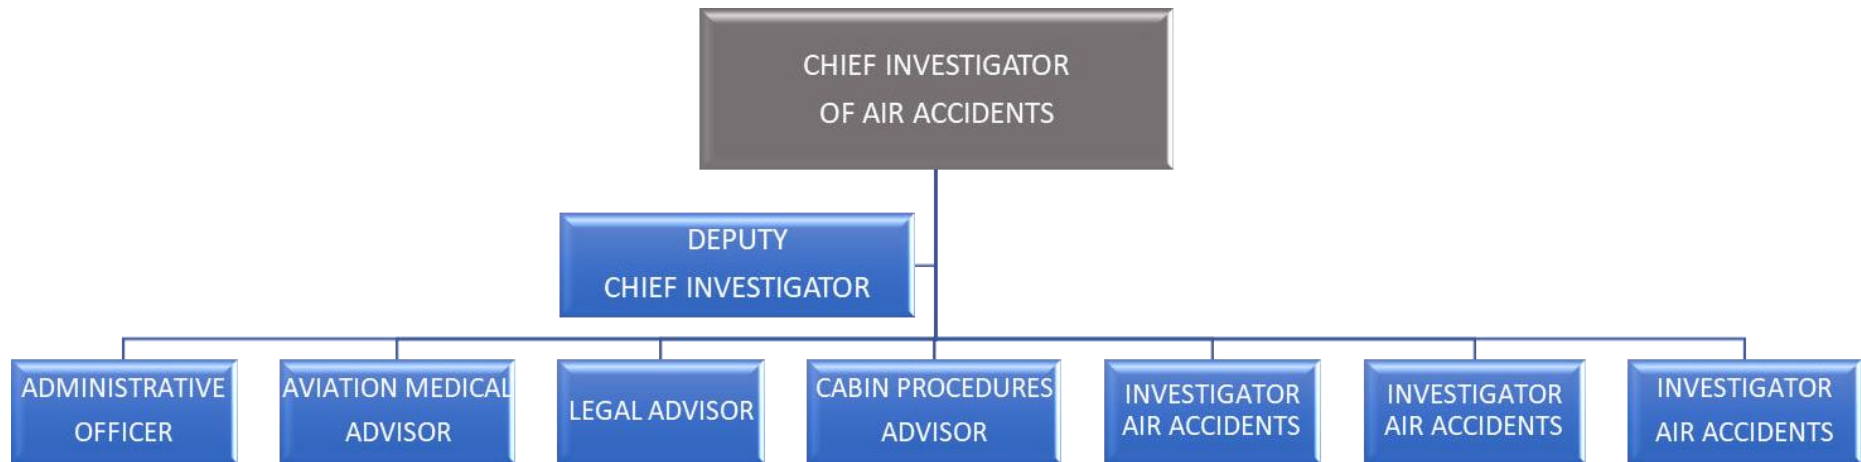 CHIEF INVESTIGATOR
OF AIR ACCIDENTS
DEPUTY
CHIEF INVESTIGATOR
ADMINISTRATIVE
OFFICER
AVIATION MEDICAL
ADVISOR
LEGAL ADVISOR
CABIN PROCEDURES
ADVISOR
INVESTIGATOR
AIR ACCIDENTS
INVESTIGATOR
AIR ACCIDENTS
INVESTIGATOR
AIR ACCIDENTS